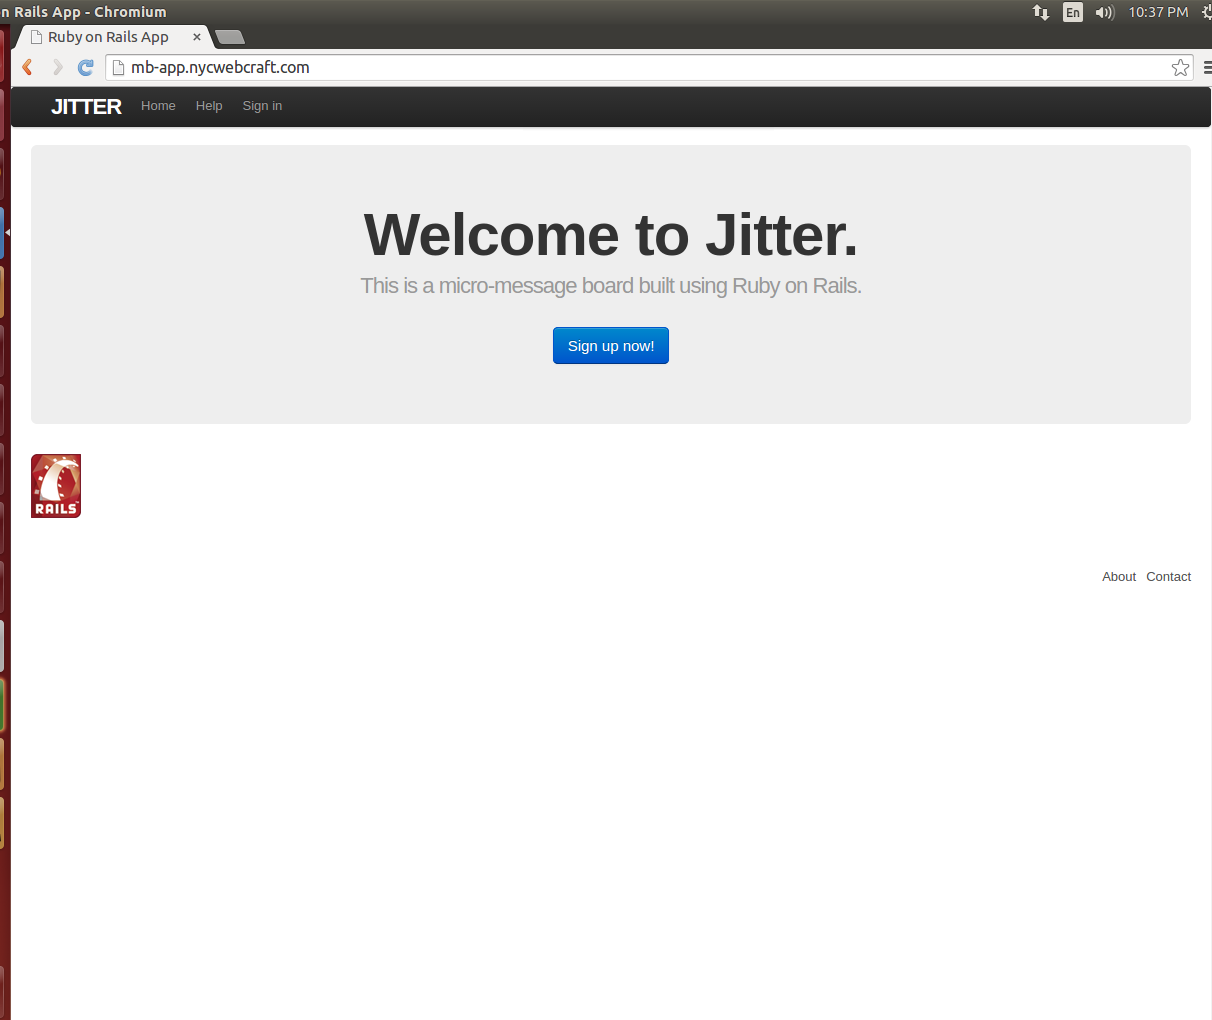 n Rails App - Chromium
En
10:37 PM
Ruby on Rails App
mb-app.nycwebcraft.com
JITTER Home Help Sign in
Welcome to Jitter.
This is a micro-message board built using Ruby on Rails.
Sign up now!
RAILS
About Contact